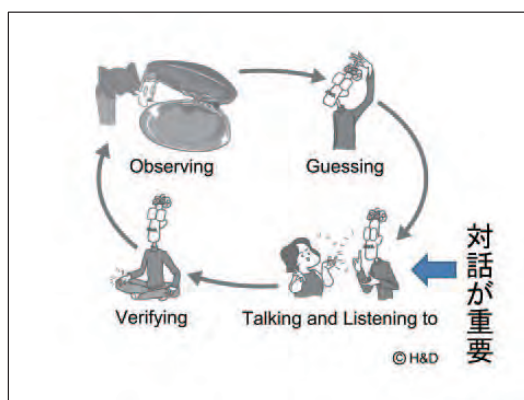 Observing
Guessing
Verifying
Talking and Listening to
対話が重要
© H&D